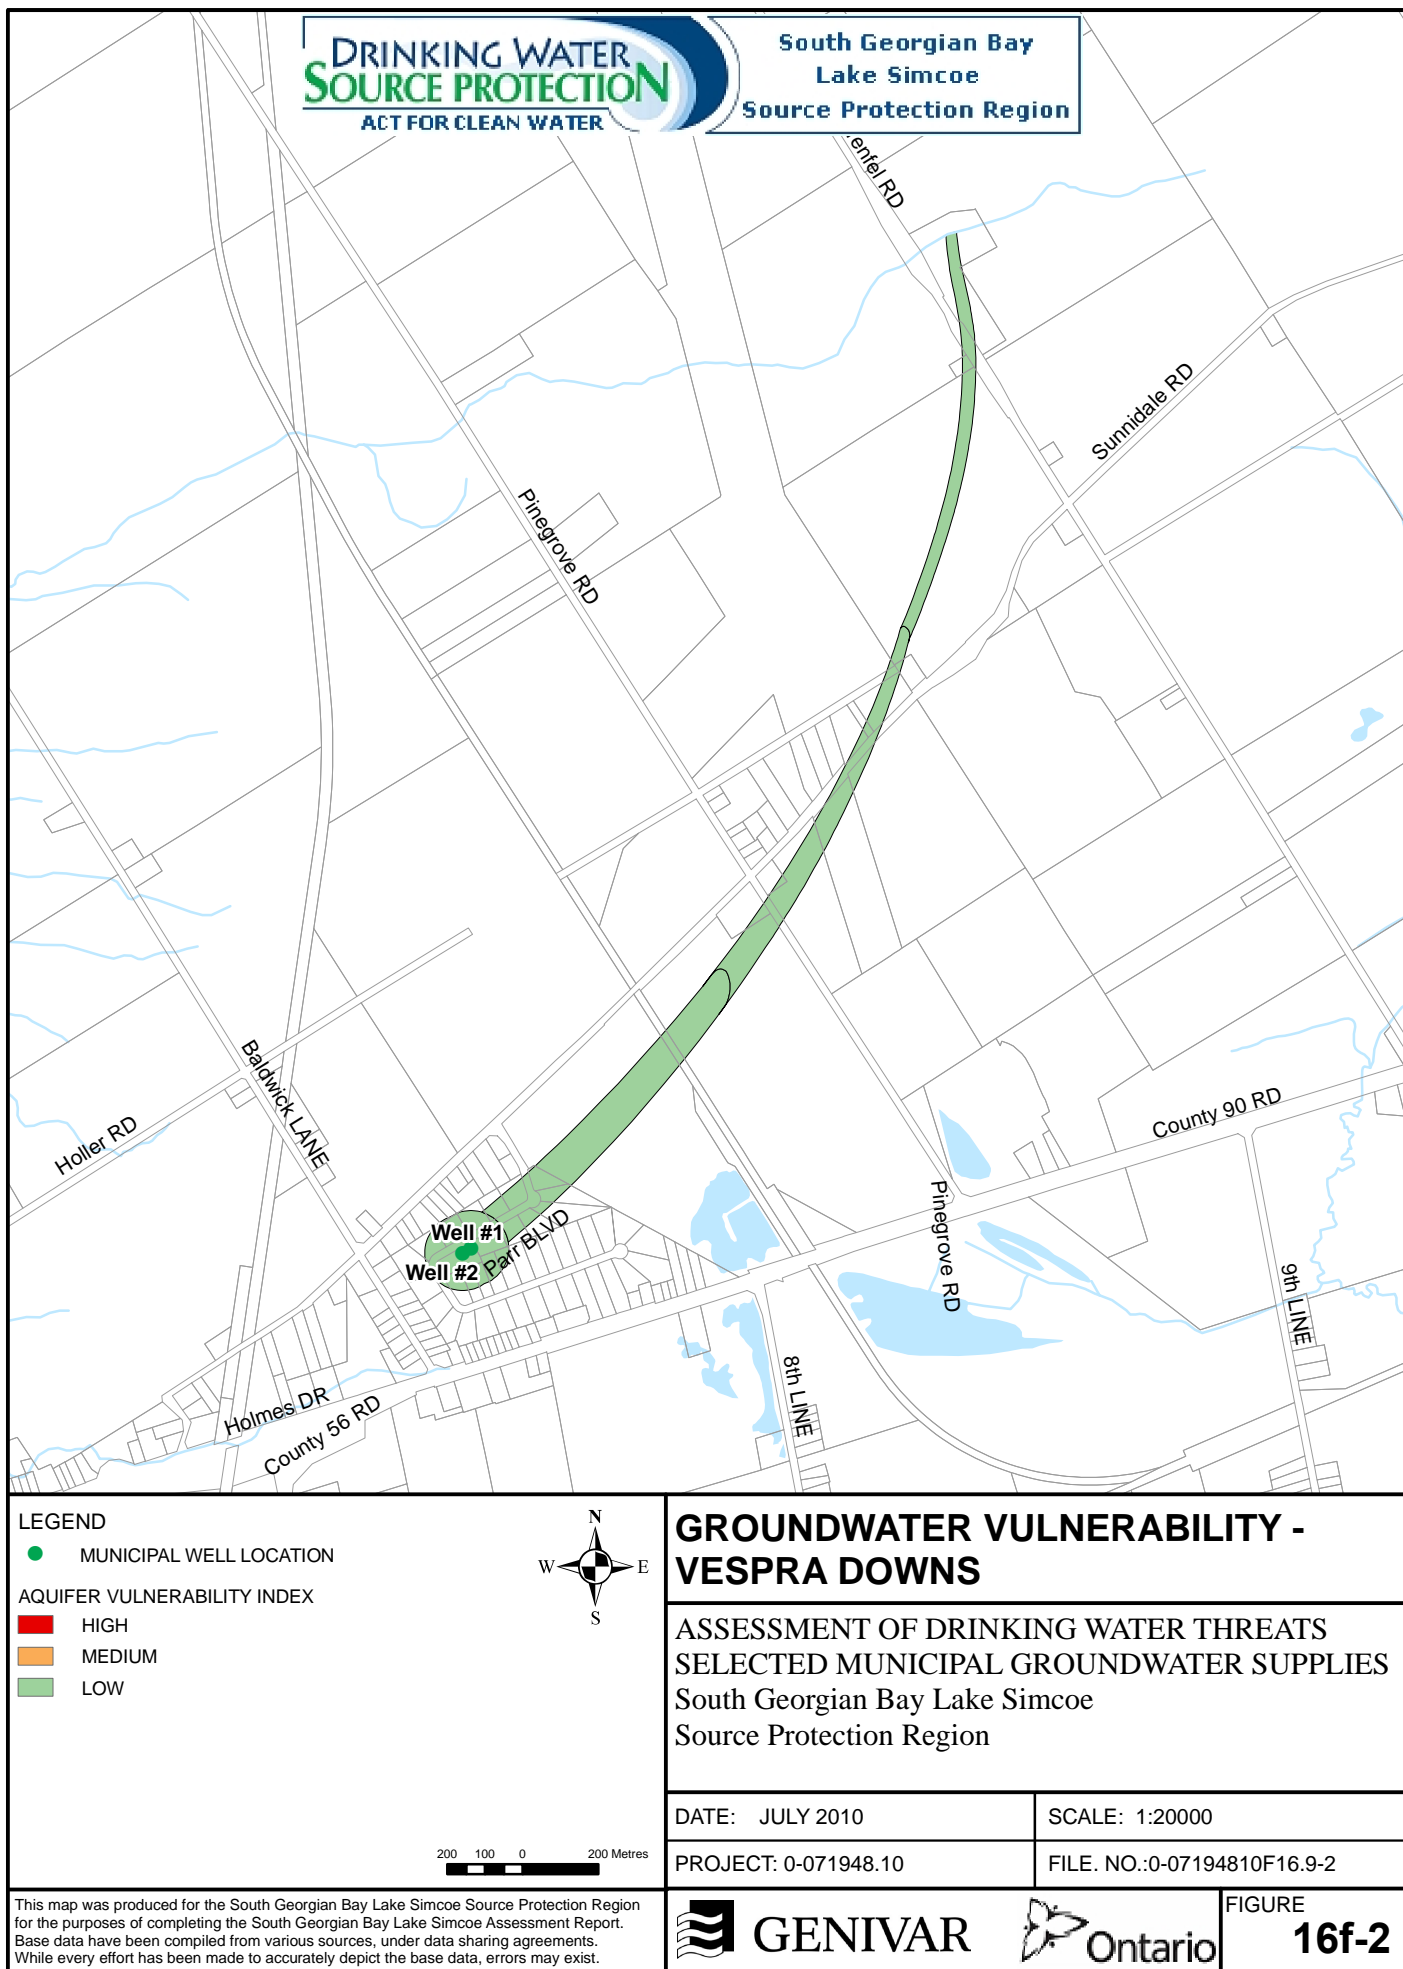 DRINKING WATER
SOURCE PROTECTION
ACT FOR CLEAN WATER
South Georgian Bay
Lake Simcoe
Source Protection Region
enfel RD
Sunnidale RD
Pinegrove RD
Baldwick LANE
Holler RD
County 90 RD
Well #1
Well #2
Parr BLVD
Pinegrove RD
9th LINE
8th LINE
Holmes DR
County 56 RD
LEGEND
MUNICIPAL WELL LOCATION
AQUIFER VULNERABILITY INDEX
HIGH
MEDIUM
LOW
N
W
E
S
200 100 0 200 Metres
GROUNDWATER VULNERABILITY -
VESPRA DOWNS
ASSESSMENT OF DRINKING WATER THREATS
SELECTED MUNICIPAL GROUNDWATER SUPPLIES
South Georgian Bay Lake Simcoe
Source Protection Region
DATE: JULY 2010
SCALE: 1:20000
PROJECT: 0-071948.10
FILE. NO.:0-07194810F16.9-2
This map was produced for the South Georgian Bay Lake Simcoe Source Protection Region
for the purposes of completing the South Georgian Bay Lake Simcoe Assessment Report.
Base data have been compiled from various sources, under data sharing agreements.
While every effort has been made to accurately depict the base data, errors may exist.
GENIVAR
Ontario
FIGURE
16f-2